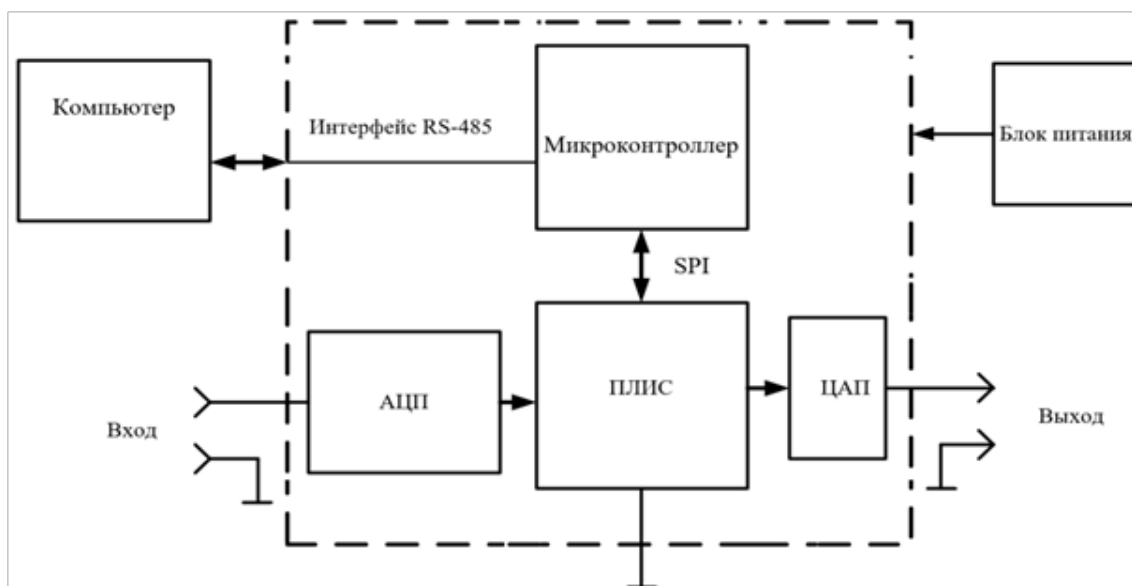 Компьютер
Интерфейс RS-485
Микроконтроллер
Блок питания
SPI
Вход
АЦП
ПЛИС
ЦАП
Выход